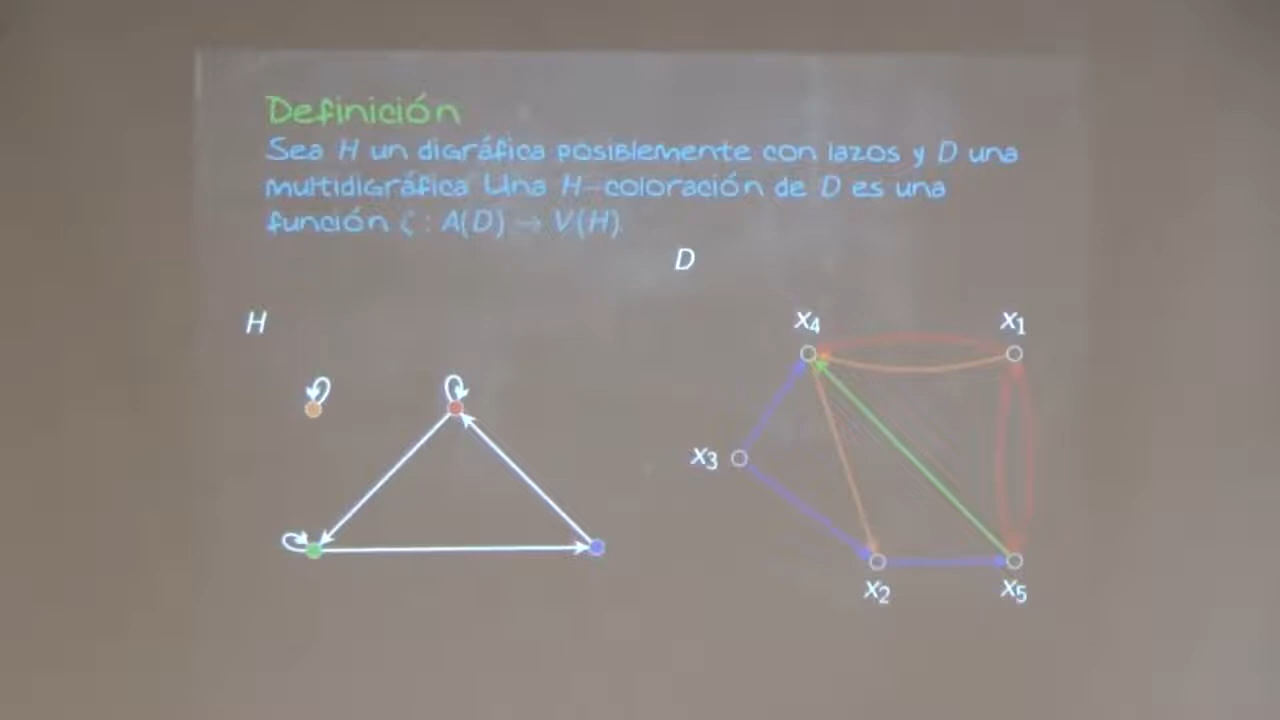 Definición
Sea H un digráfica posiblemente con lazos y D una
multidigráfica Una H-coloración de D es una
función ζ : A(D) → V(H)
D
H
x4
x1
x3
x2
x5